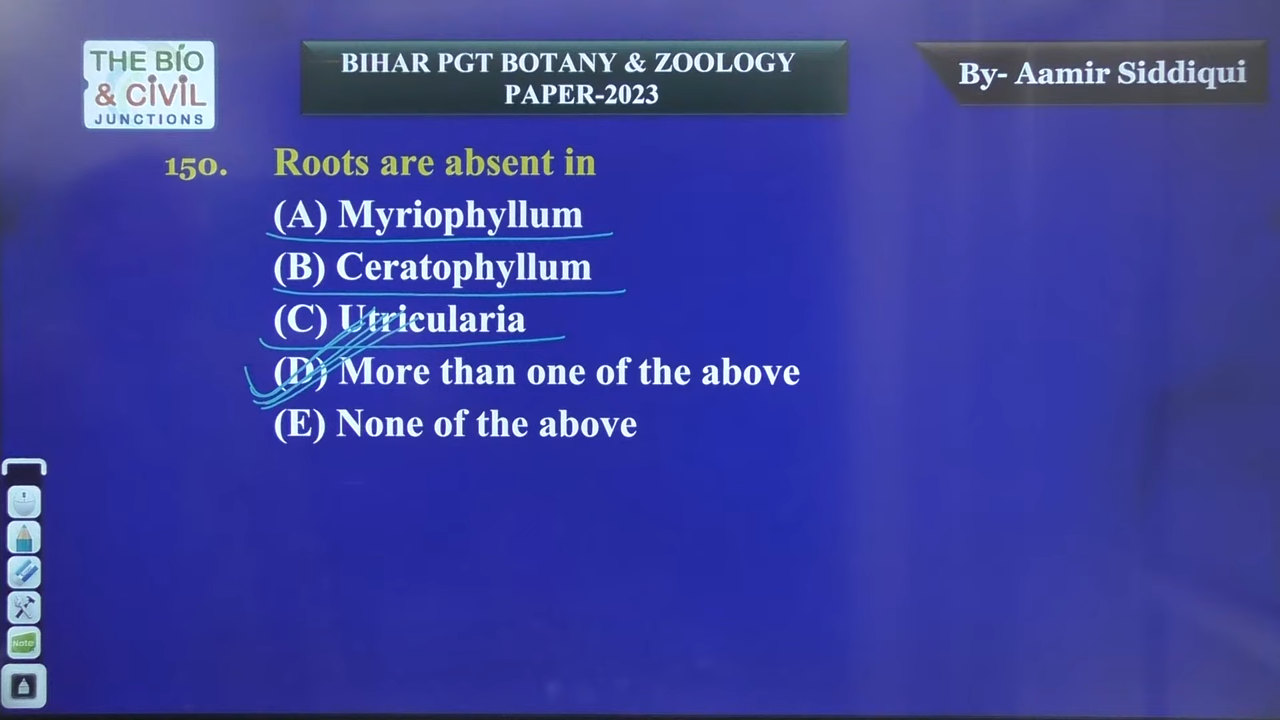 THE BIO
& CIVIL
JUNCTIONS
BIHAR PGT BOTANY & ZOOLOGY
PAPER-2023
By- Aamir Siddiqui
150. Roots are absent in
(A) Myriophyllum
(B) Ceratophyllum
(C) Utricularia
(D) More than one of the above
(E) None of the above
Note